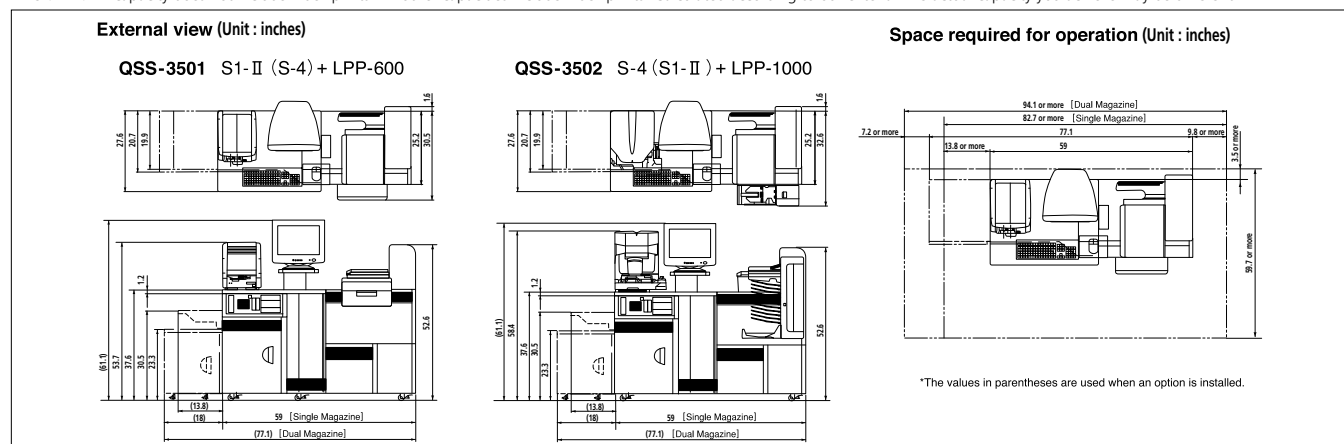 External view (Unit : inches)
QSS-3501 S1-Ⅱ (S-4) + LPP-600
1.6
27.6
20.7
19.9
25.2
30.5
(61.1)
53.7
37.6
30.5
23.3
1.2
52.6
(13.8)
(18)
59 [Single Magazine]
(77.1) [Dual Magazine]
QSS-3502 S-4 (S1-Ⅱ) + LPP-1000
1.6
27.6
20.7
19.9
25.2
32.6
(61.1)
58.4
37.6
30.5
23.3
1.2
52.6
(13.8)
(18)
59 [Single Magazine]
(77.1) [Dual Magazine]
Space required for operation (Unit : inches)
94.1 or more [Dual Magazine]
82.7 or more [Single Magazine]
7.2 or more
77.1
9.8 or more
13.8 or more
59
3.5 or more
59.7 or more
*The values in parentheses are used when an option is installed.